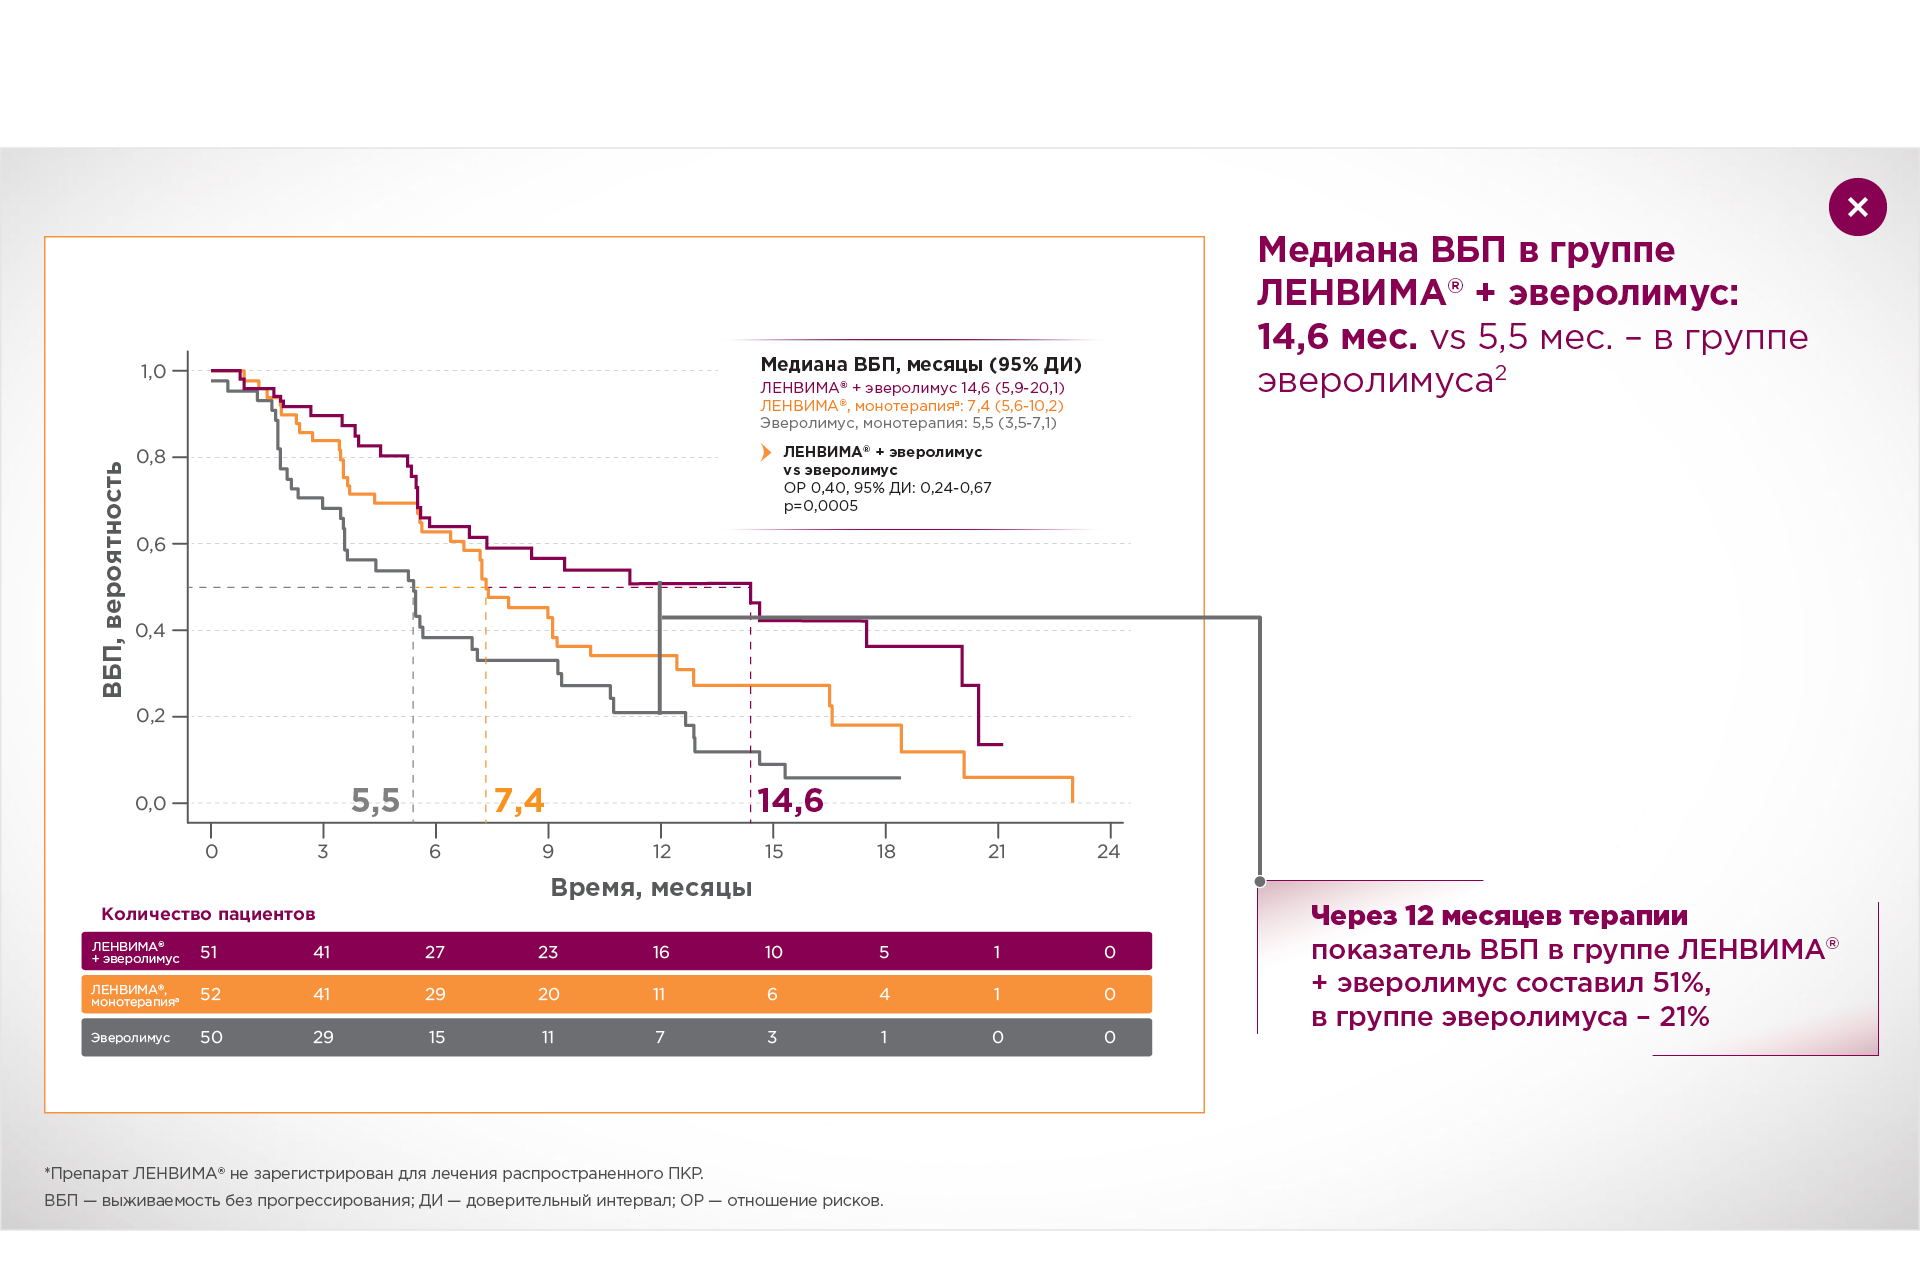 Медиана ВБП в группе
ЛЕНВИМА® + эверолимус:
14,6 мес. vs 5,5 мес. – в группе
эверолимуса²
Медиана ВБП, месяцы (95% ДИ)
ЛЕНВИМА® + эверолимус 14,6 (5,9-20,1)
ЛЕНВИМА®, монотерапияª: 7,4 (5,6-10,2)
Эверолимус, монотерапия: 5,5 (3,5-7,1)
ЛЕНВИМА® + эверолимус
vs эверолимус
ОР 0,40, 95% ДИ: 0,24-0,67
p=0,0005
ВБП, вероятность
1,0
0,8
0,6
0,4
0,2
0,0
5,5 7,4 14,6
0 3 6 9 12 15 18 21 24
Время, месяцы
Количество пациентов
ЛЕНВИМА®
+ эверолимус
51 41 27 23 16 10 5 1 0
ЛЕНВИМА®,
монотерапияª
52 41 29 20 11 6 4 1 0
Эверолимус 50 29 15 11 7 3 1 0 0
Через 12 месяцев терапии
показатель ВБП в группе ЛЕНВИМА®
+ эверолимус составил 51%,
в группе эверолимуса – 21%
*Препарат ЛЕНВИМА® не зарегистрирован для лечения распространенного ПКР.
ВБП — выживаемость без прогрессирования; ДИ — доверительный интервал; ОР — отношение рисков.